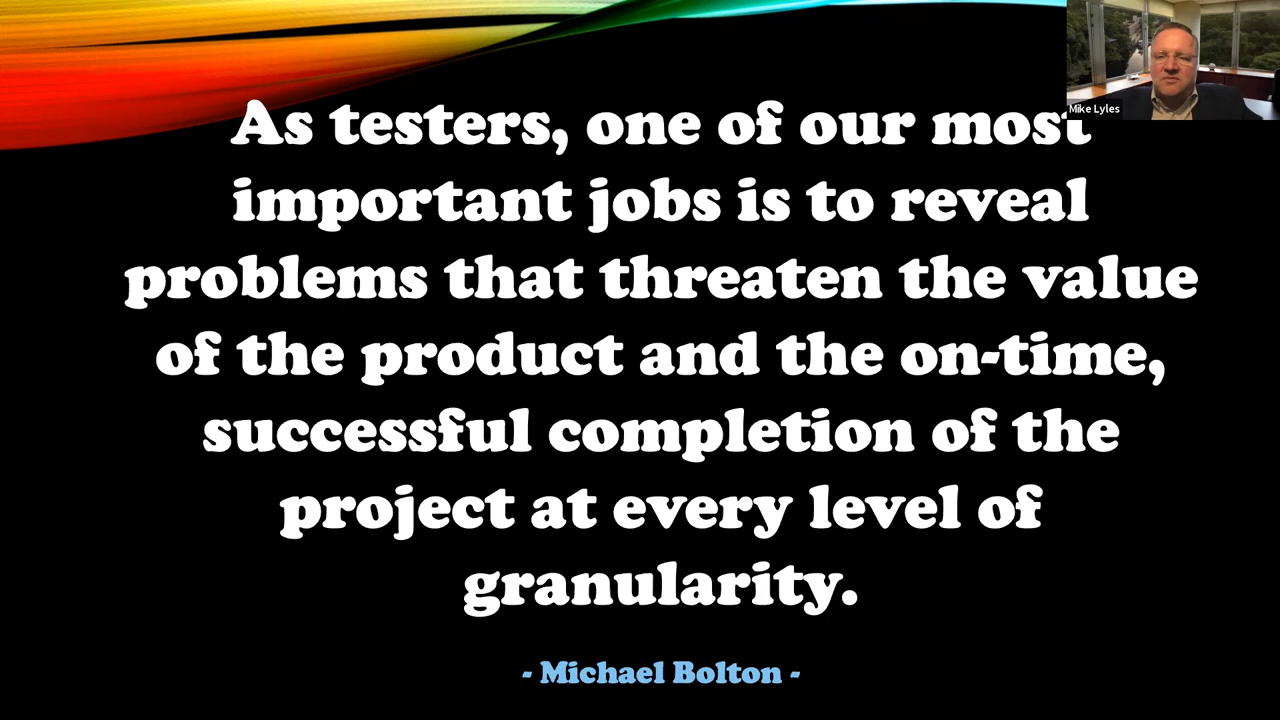 Mike Lyles
As testers, one of our most
important jobs is to reveal
problems that threaten the value
of the product and the on-time,
successful completion of the
project at every level of
granularity.
- Michael Bolton -